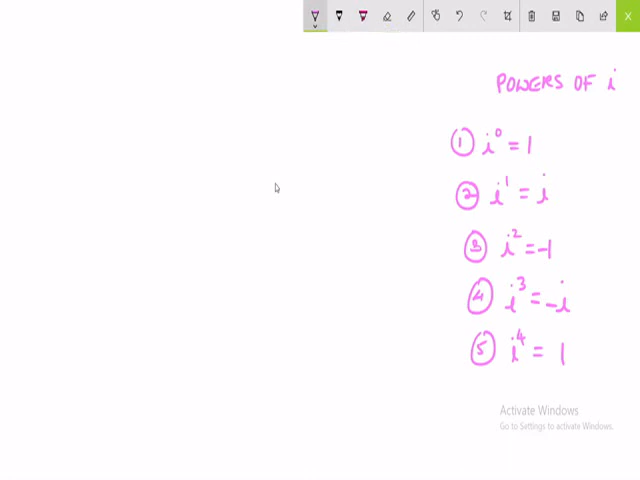 POWERS OF i
① i⁰ = 1
② i¹ = i
③ i² = -1
④ i³ = -i
⑤ i⁴ = 1
Activate Windows
Go to Settings to activate Windows.